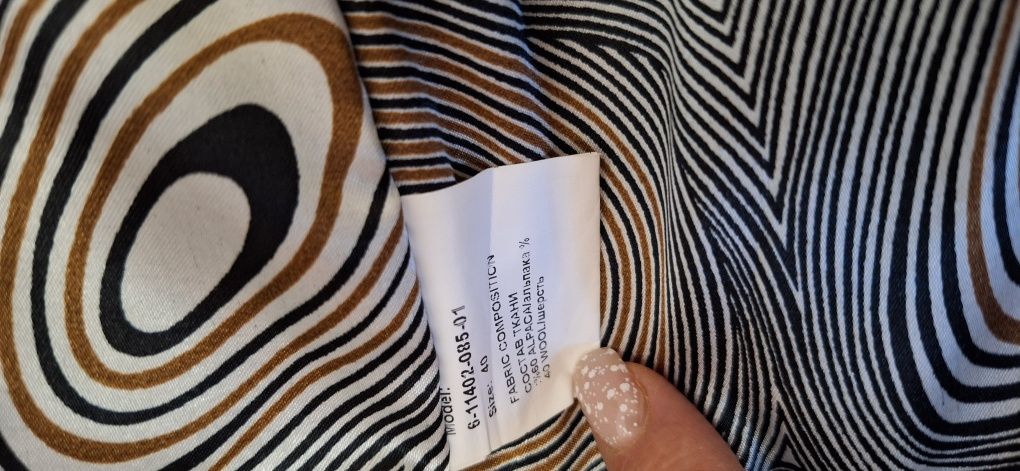 Model:
6-11402-085-01
Size: 40
FABRIC COMPOSITION
СОСТАВ ТКАНИ
%60 ALPACA/альпака %
40 WOOL/шерсть